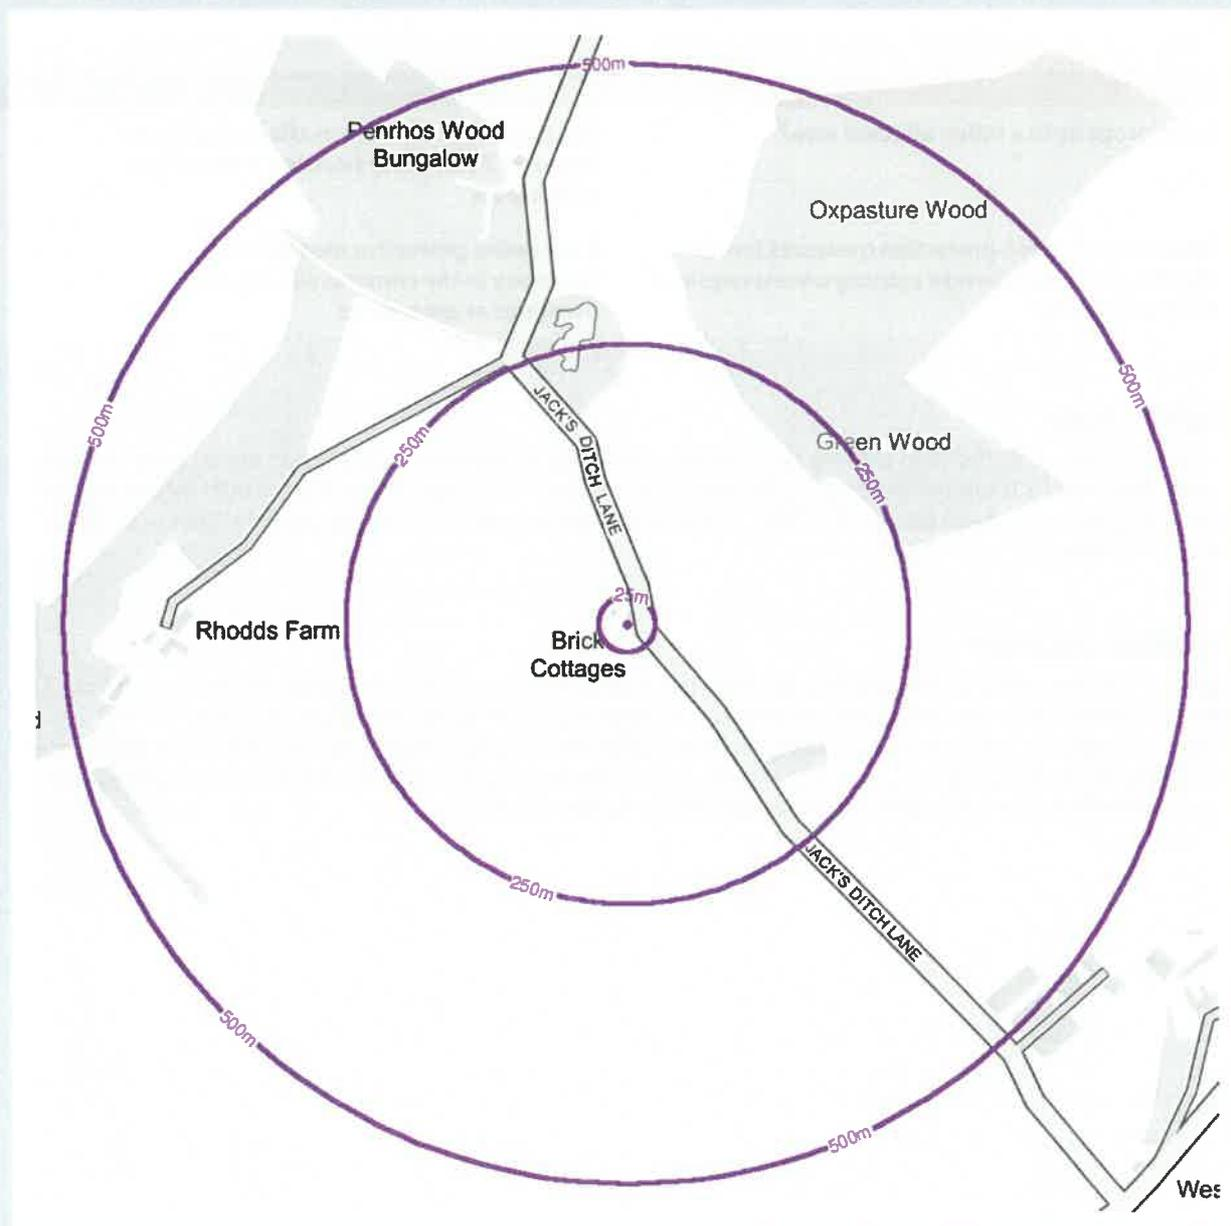 500m
Penrhos Wood
Bungalow
Oxpasture Wood
500m
500m
JACK'S DITCH LANE
250m
Green Wood
250m
25m
Rhodds Farm
Brick
Cottages
d
JACK'S DITCH LANE
250m
500m
500m
Wes